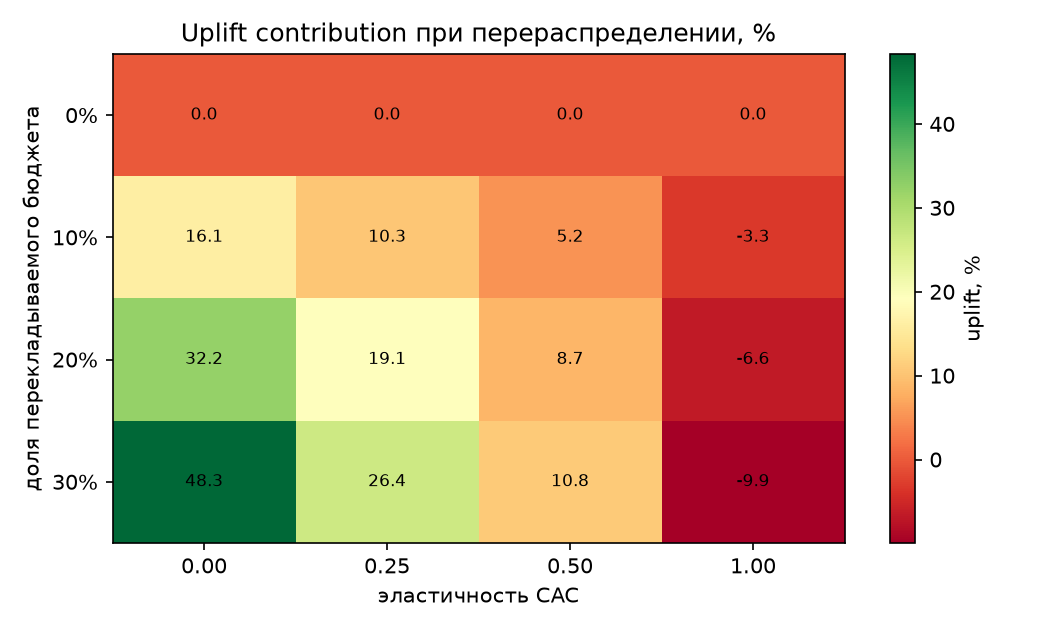 Uplift contribution при перераспределении, %
доля перекладываемого бюджета
0%
0.0 0.0 0.0 0.0
10%
16.1 10.3 5.2 -3.3
20%
32.2 19.1 8.7 -6.6
30%
48.3 26.4 10.8 -9.9
0.00 0.25 0.50 1.00
эластичность CAC
40
30
20
10
0
uplift, %